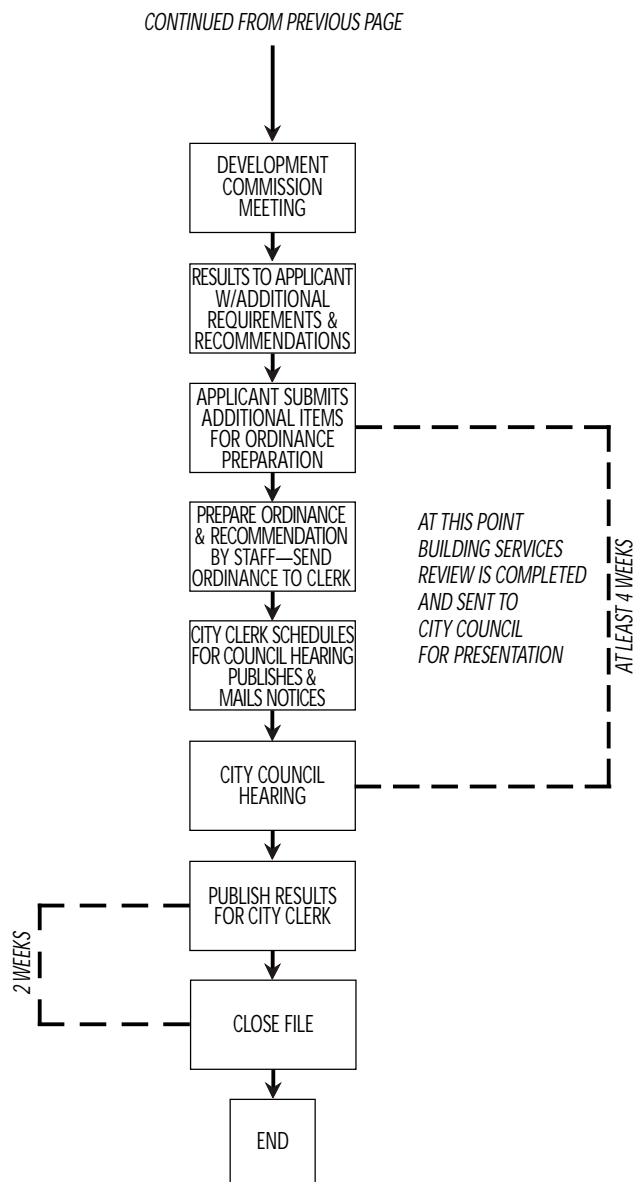 CONTINUED FROM PREVIOUS PAGE
DEVELOPMENT
COMMISSION
MEETING
RESULTS TO APPLICANT
W/ADDITIONAL
REQUIREMENTS &
RECOMMENDATIONS
APPLICANT SUBMITS
ADDITIONAL ITEMS
FOR ORDINANCE
PREPARATION
PREPARE ORDINANCE
& RECOMMENDATION
BY STAFF—SEND
ORDINANCE TO CLERK
AT THIS POINT
BUILDING SERVICES
REVIEW IS COMPLETED
AND SENT TO
CITY COUNCIL
FOR PRESENTATION
AT LEAST 4 WEEKS
CITY CLERK SCHEDULES
FOR COUNCIL HEARING
PUBLISHES &
MAILS NOTICES
CITY COUNCIL
HEARING
PUBLISH RESULTS
FOR CITY CLERK
2 WEEKS
CLOSE FILE
END